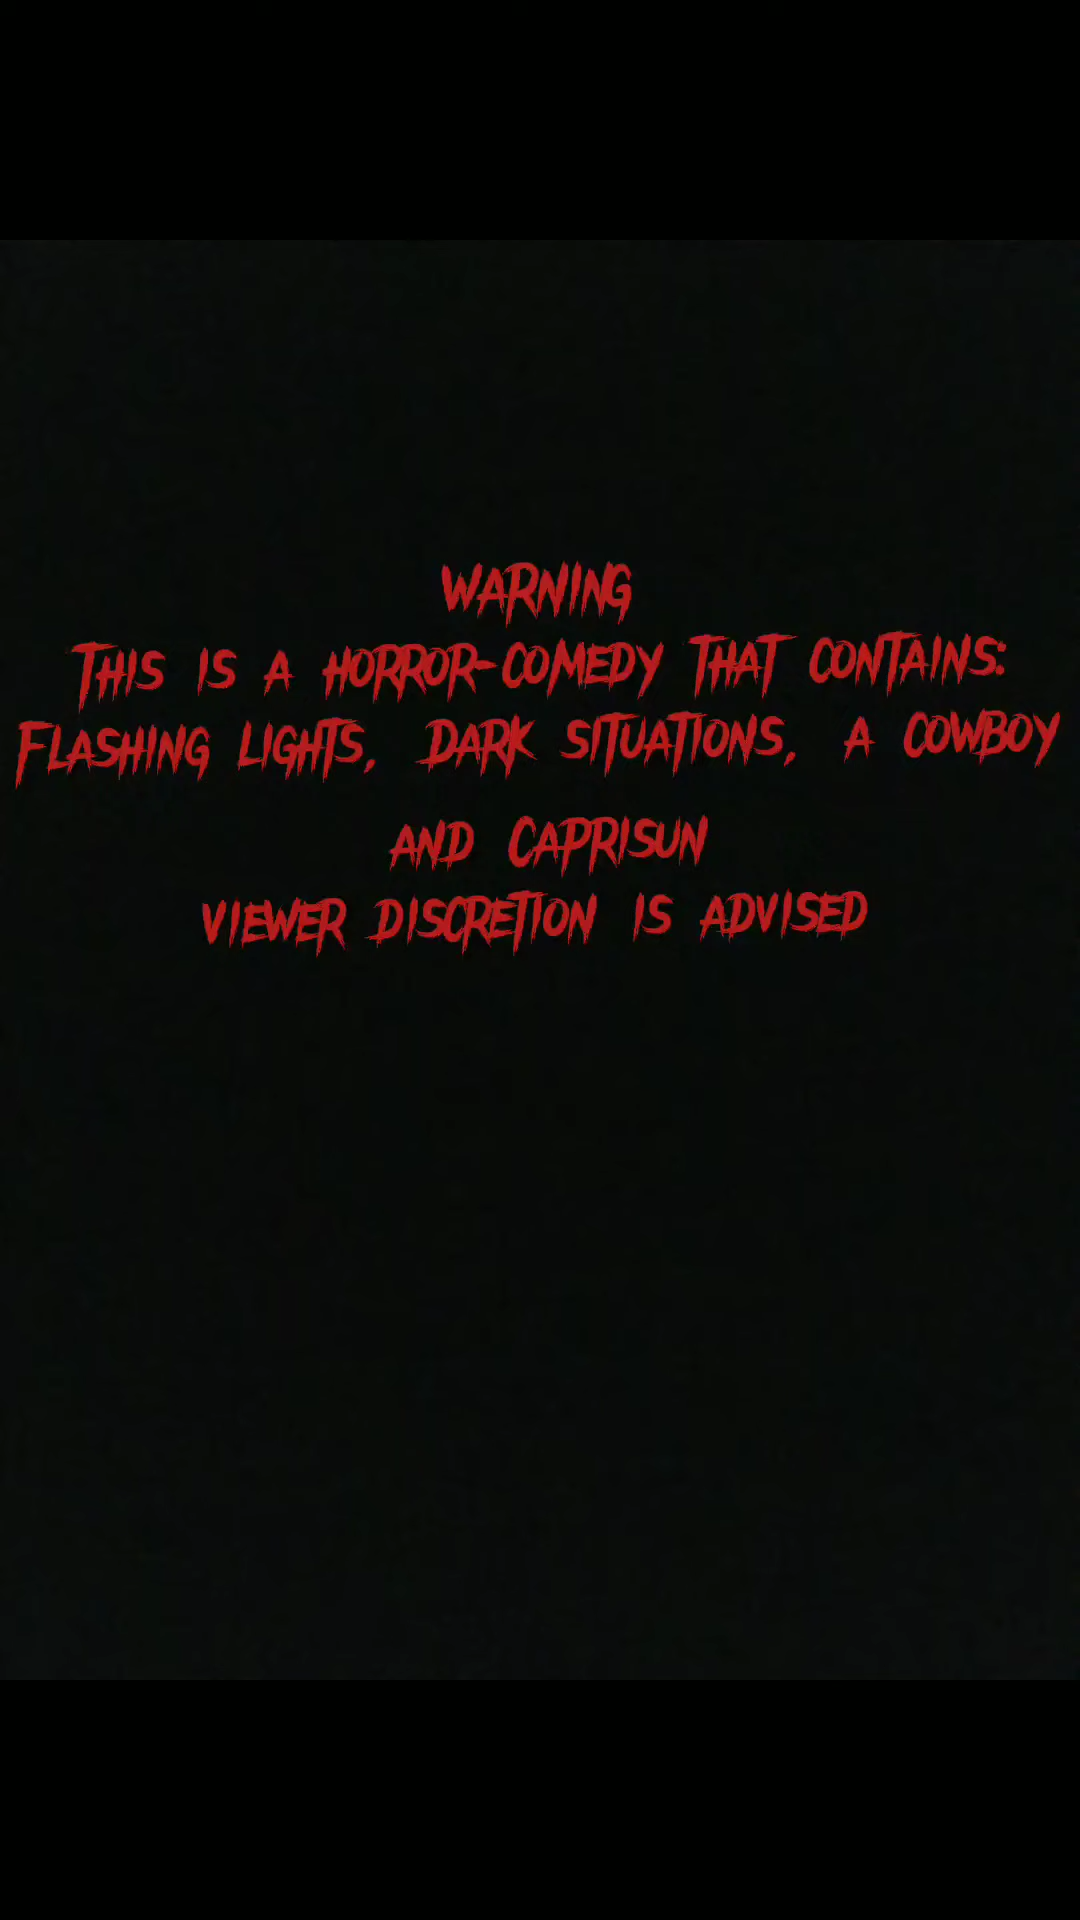 WARNING
THIS IS A HORROR-COMEDY THAT CONTAINS:
FLASHING LIGHTS, DARK SITUATIONS, A COWBOY
AND CAPRISUN
VIEWER DISCRETION IS ADVISED